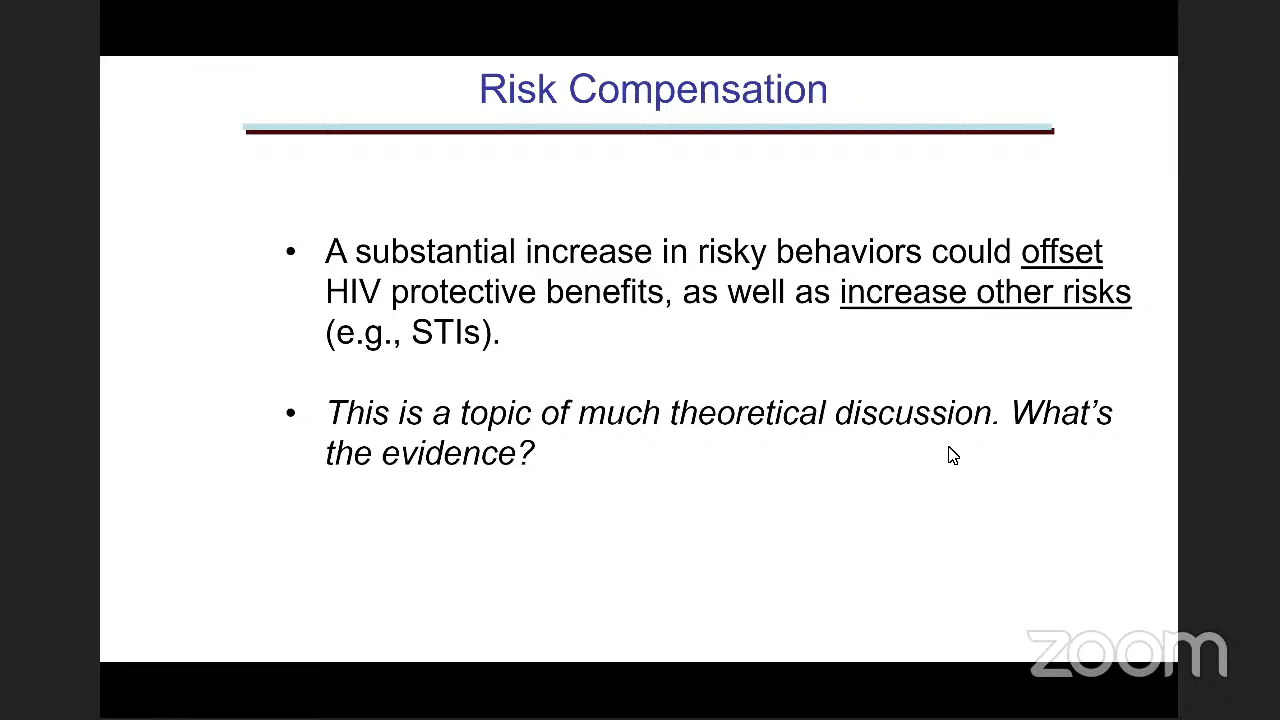 Risk Compensation
• A substantial increase in risky behaviors could offset
HIV protective benefits, as well as increase other risks
(e.g., STIs).
• This is a topic of much theoretical discussion. What’s
the evidence?
zoom